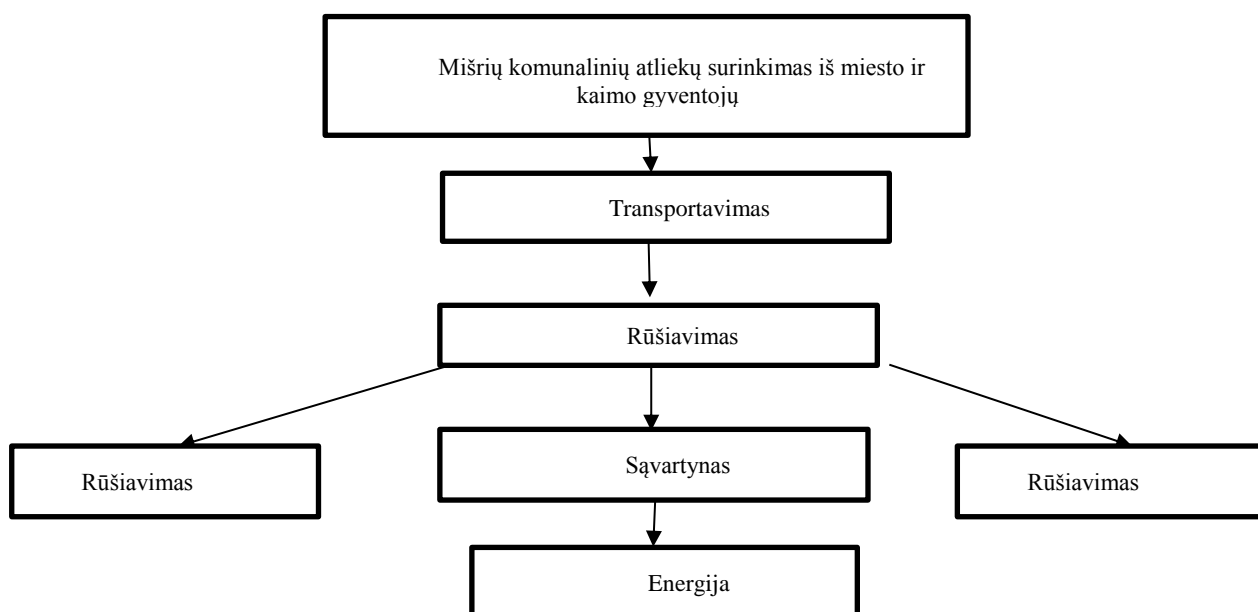 Mišrių komunalinių atliekų surinkimas iš miesto ir
kaimo gyventojų
Transportavimas
Rūšiavimas
Rūšiavimas
Sąvartynas
Rūšiavimas
Energija